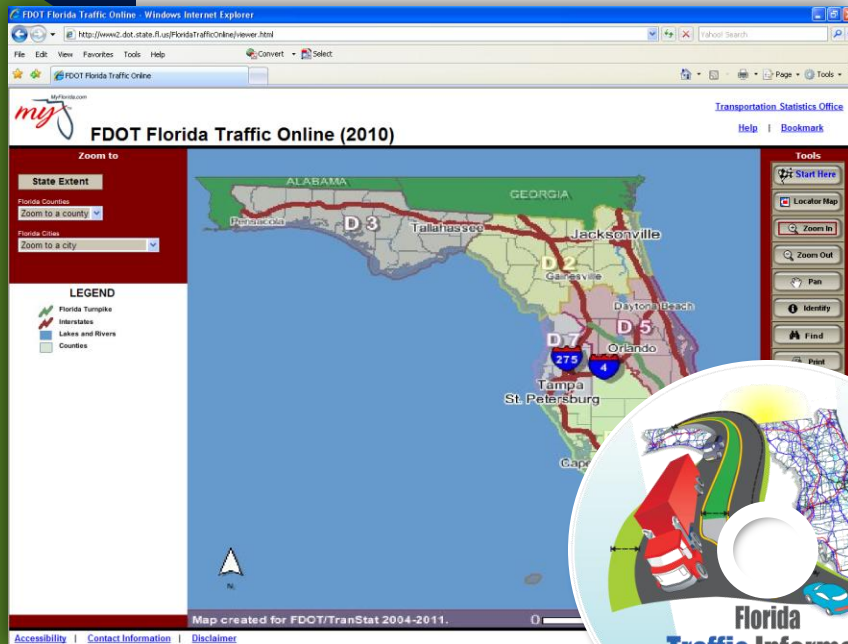 FDOT Florida Traffic Online - Windows Internet Explorer
http://www2.dot.state.fl.us/FloridaTrafficOnline/viewer.html
Yahoo! Search
File Edit View Favorites Tools Help
Convert Select
FDOT Florida Traffic Online
Page Tools
MyFlorida.com
my
FDOT Florida Traffic Online (2010)
Transportation Statistics Office
Help | Bookmark
Zoom to
State Extent
Florida Counties
Zoom to a county
Florida Cities
Zoom to a city
LEGEND
Florida Turnpike
Interstates
Lakes and Rivers
Counties
ALABAMA
GEORGIA
Pensacola
D 3
Tallahassee
Jacksonville
D 2
Gainesville
Daytona Beach
D 7
D 5
275
4
Orlando
Tampa
St. Petersburg
N
Map created for FDOT/TranStat 2004-2011.
0
Tools
Start Here
Locator Map
Zoom In
Zoom Out
Pan
Identify
Find
Print
Florida
Traffic
Accessibility | Contact Information | Disclaimer